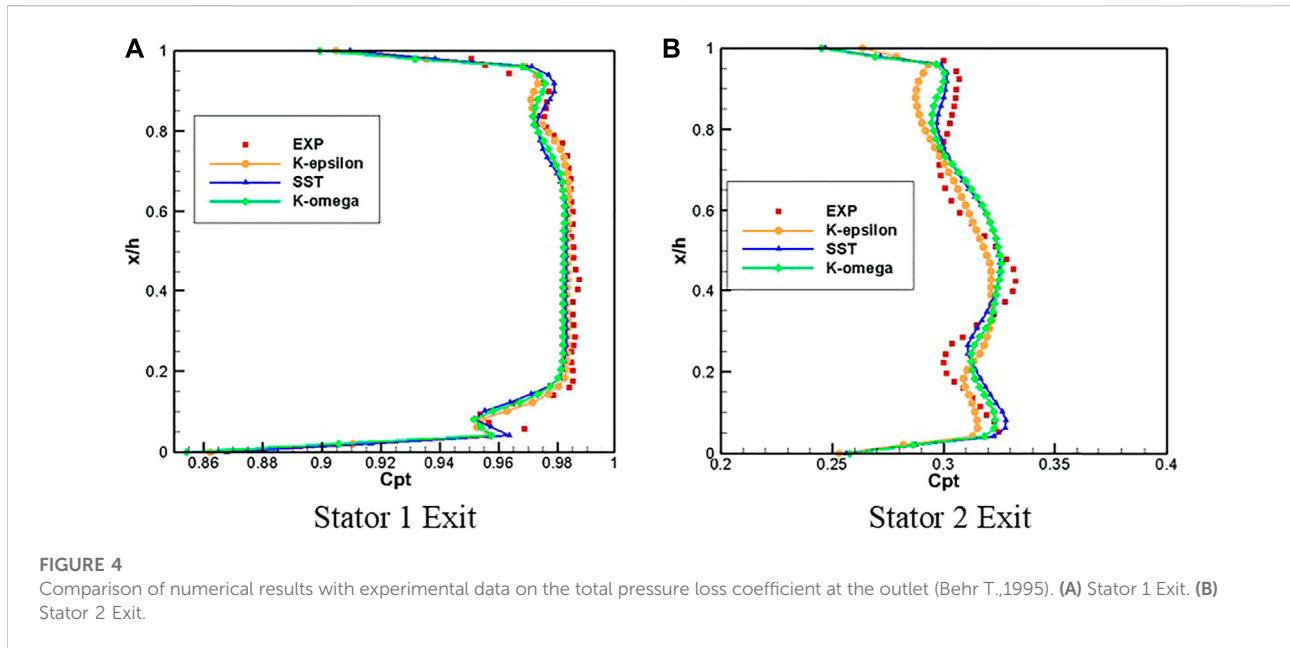 A
1
0.8
0.6
0.4
0.2
0
x/h
EXP
K-epsilon
SST
K-omega
0.86 0.88 0.9 0.92 0.94 0.96 0.98 1
Cpt
Stator 1 Exit
B
1
0.8
0.6
0.4
0.2
0
x/h
EXP
K-epsilon
SST
K-omega
0.2 0.25 0.3 0.35 0.4
Cpt
Stator 2 Exit
FIGURE 4
Comparison of numerical results with experimental data on the total pressure loss coefficient at the outlet (Behr T.,1995). (A) Stator 1 Exit. (B)
Stator 2 Exit.